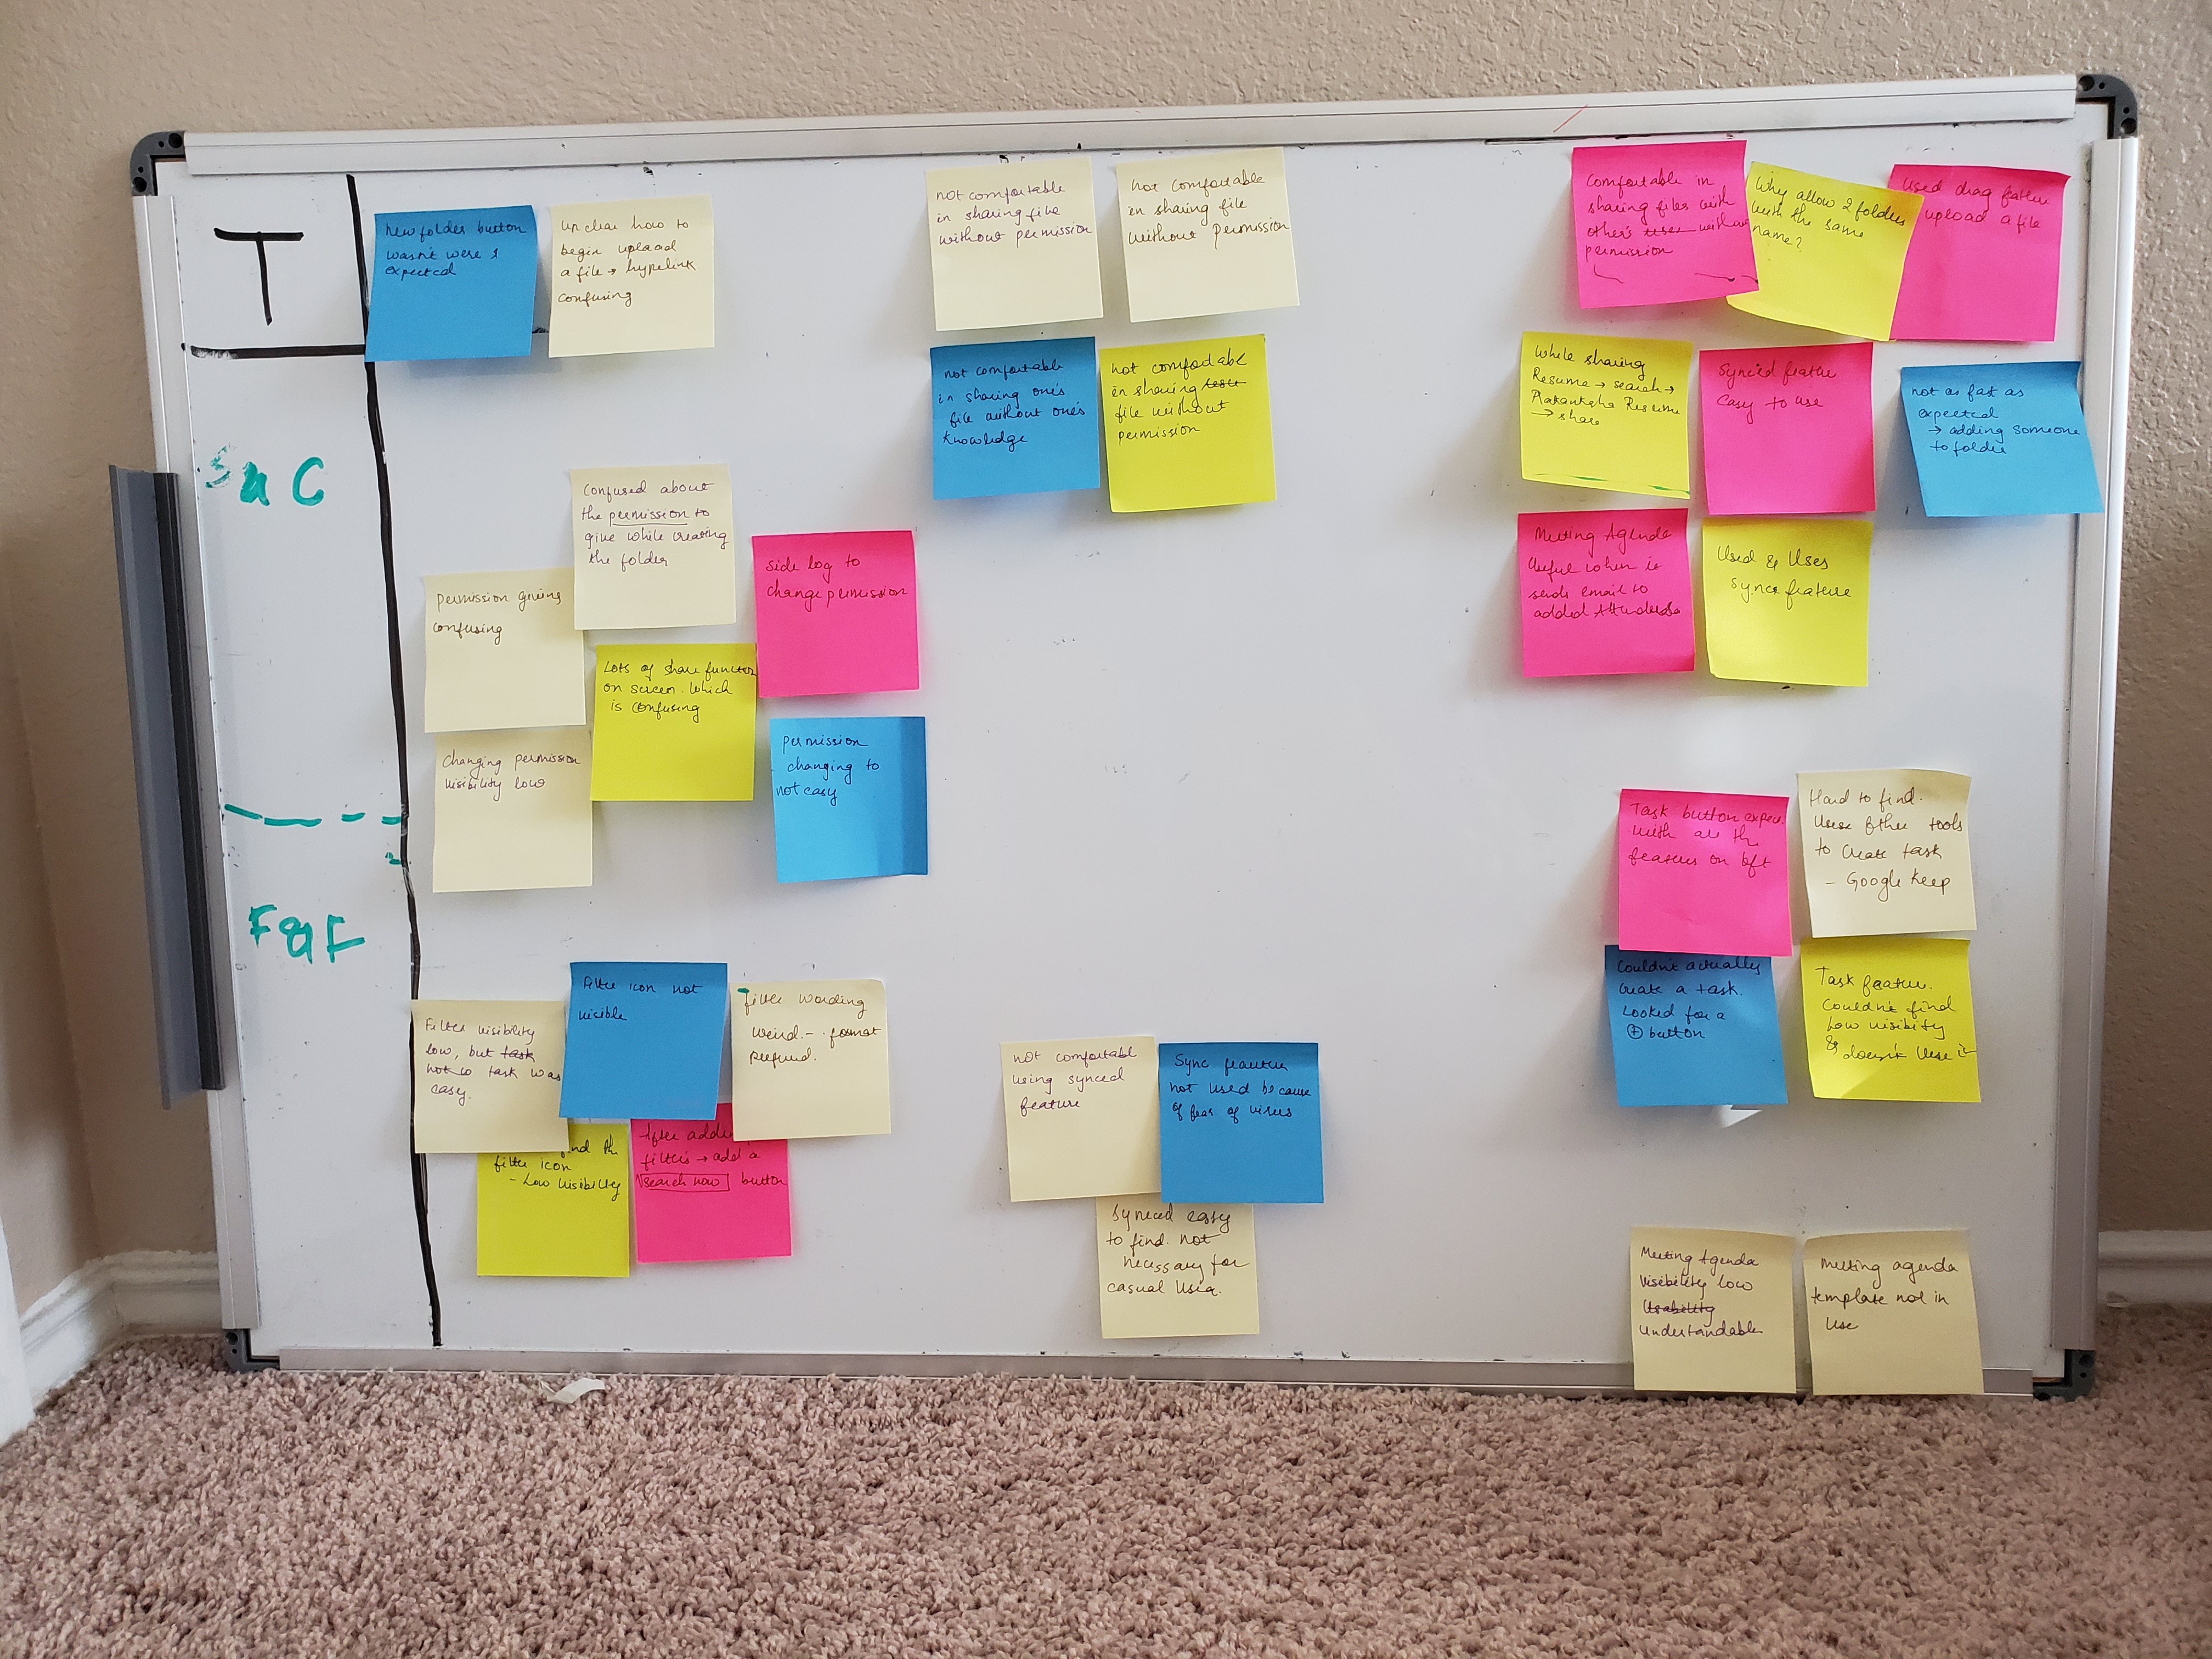 T
S u C
F & F
new folder button
wasn't were I
expected
unclear how to
begin upload
a file → hypelink
confusing
not comfortable
in sharing file
without permission
not comfortable
in sharing file
without permission
not comfortable
in sharing one's
file without one's
knowledge
not comfortable
in sharing
file without
permission
Comfortable in
sharing files with
other's
permission
Why allow 2 folders
with the same
name?
Used drag feature
upload a file
While sharing
Resume → search →
Resume
→ share
Synced feature
easy to use
not as fast as
expected
→ adding someone
to folder
Meeting Agenda
Useful when it
sends email to
added Attendees
Used & Uses
sync feature
Confused about
the permission to
give while creating
the folder
permission giving
confusing
side log to
change permission
Lots of share function
on screen. Which
is confusing
Changing permission
visibility low
permission
changing to
not easy
Task button
with all the
features on left
Hard to find.
Uses other tools
to create task
- Google Keep
Couldn't actually
create a task.
Looked for a
⊕ button
Task feature.
Couldn't find
low visibility
& doesn't use it
Filter visibility
low, but task
not so task was
easy.
Filter icon not
visible
filter wording
weird - format
find the
filter icon
- Low visibility
After adding
filters → add a
search now button
not comfortable
using synced
feature
Sync feature
not used because
of fear of virus
Synced easy
to find. not
necessary for
casual user.
Meeting Agenda
Visibility low
Usability
understandable
Meeting agenda
template not in
use